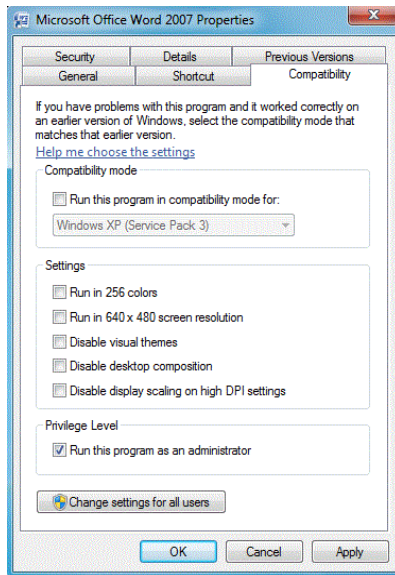 Microsoft Office Word 2007 Properties
Security Details Previous Versions
General Shortcut Compatibility
If you have problems with this program and it worked correctly on
an earlier version of Windows, select the compatibility mode that
matches that earlier version.
Help me choose the settings
Compatibility mode
Run this program in compatibility mode for:
Windows XP (Service Pack 3)
Settings
Run in 256 colors
Run in 640 x 480 screen resolution
Disable visual themes
Disable desktop composition
Disable display scaling on high DPI settings
Privilege Level
Run this program as an administrator
Change settings for all users
OK Cancel Apply